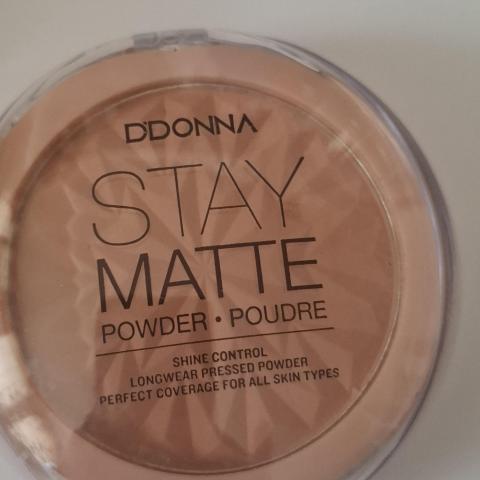 D'DONNA
STAY
MATTE
POWDER • POUDRE
SHINE CONTROL
LONGWEAR PRESSED POWDER
PERFECT COVERAGE FOR ALL SKIN TYPES